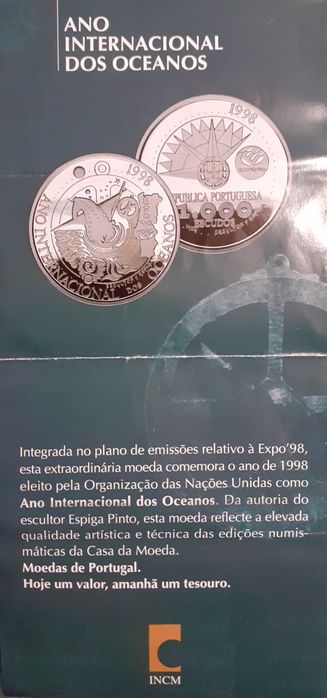 ANO
INTERNACIONAL
DOS OCEANOS
1998
1998
REPUBLICA PORTUGUESA
1.000
ESCUDOS
ANO INTERNACIONAL DOS OCEANOS
Integrada no plano de emissões relativo à Expo'98,
esta extraordinária moeda comemora o ano de 1998
eleito pela Organização das Nações Unidas como
Ano Internacional dos Oceanos. Da autoria do
escultor Espiga Pinto, esta moeda reflecte a elevada
qualidade artística e técnica das edições numis-
máticas da Casa da Moeda.
Moedas de Portugal.
Hoje um valor, amanhã um tesouro.
INCM